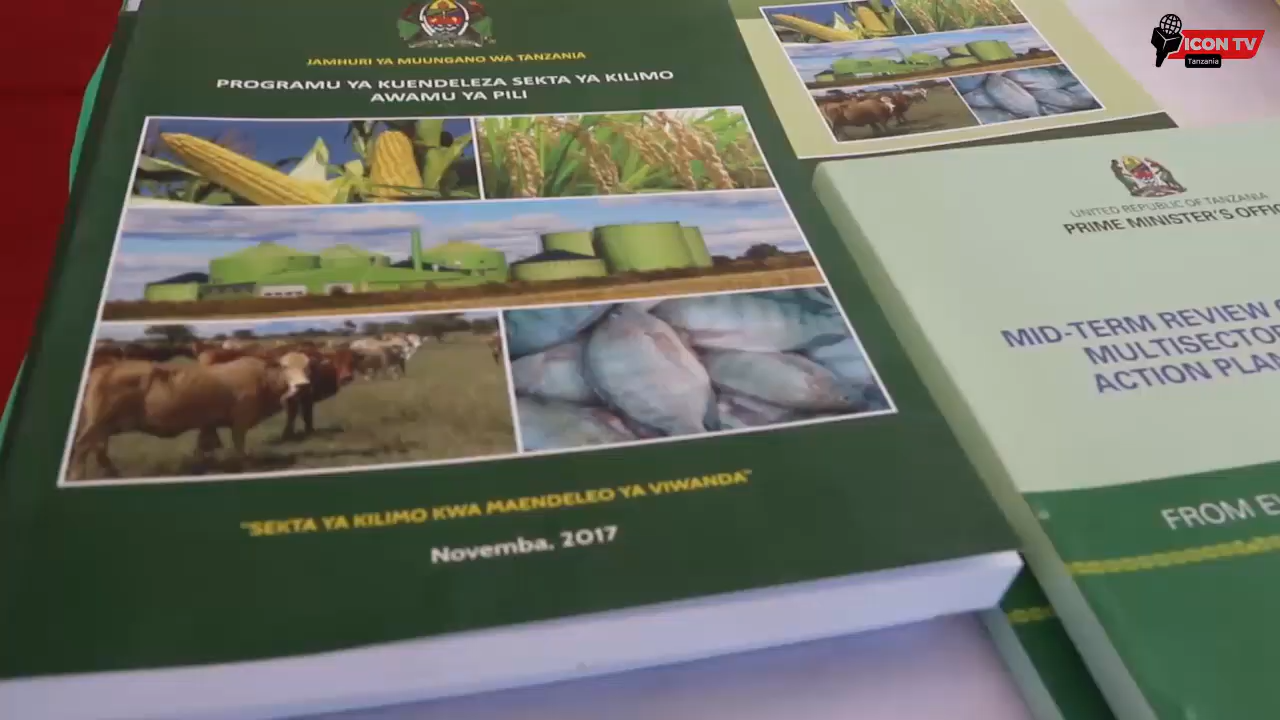 JAMHURI YA MUUNGANO WA TANZANIA
PROGRAMU YA KUENDELEZA SEKTA YA KILIMO
AWAMU YA PILI
"SEKTA YA KILIMO KWA MAENDELEO YA VIWANDA"
Novemba, 2017
UNITED REPUBLIC OF TANZANIA
PRIME MINISTER'S
MID-TERM REVIEW
MULTISECTOR
ACTION PLAN
FROM
ICON TV
Tanzania